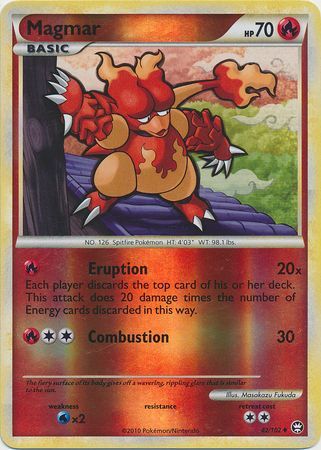 Magmar HP 70
BASIC
NO. 126 Spitfire Pokémon HT: 4'03" WT: 98.1 lbs.
Eruption 20x
Each player discards the top card of his or her deck.
This attack does 20 damage times the number of
Energy cards discarded in this way.
Combustion 30
The fiery surface of its body gives off a wavering, rippling glare that is similar to
the sun.
Illus. Masakazu Fukuda
weakness resistance retreat cost
x2
©2010 Pokémon/Nintendo 42/102